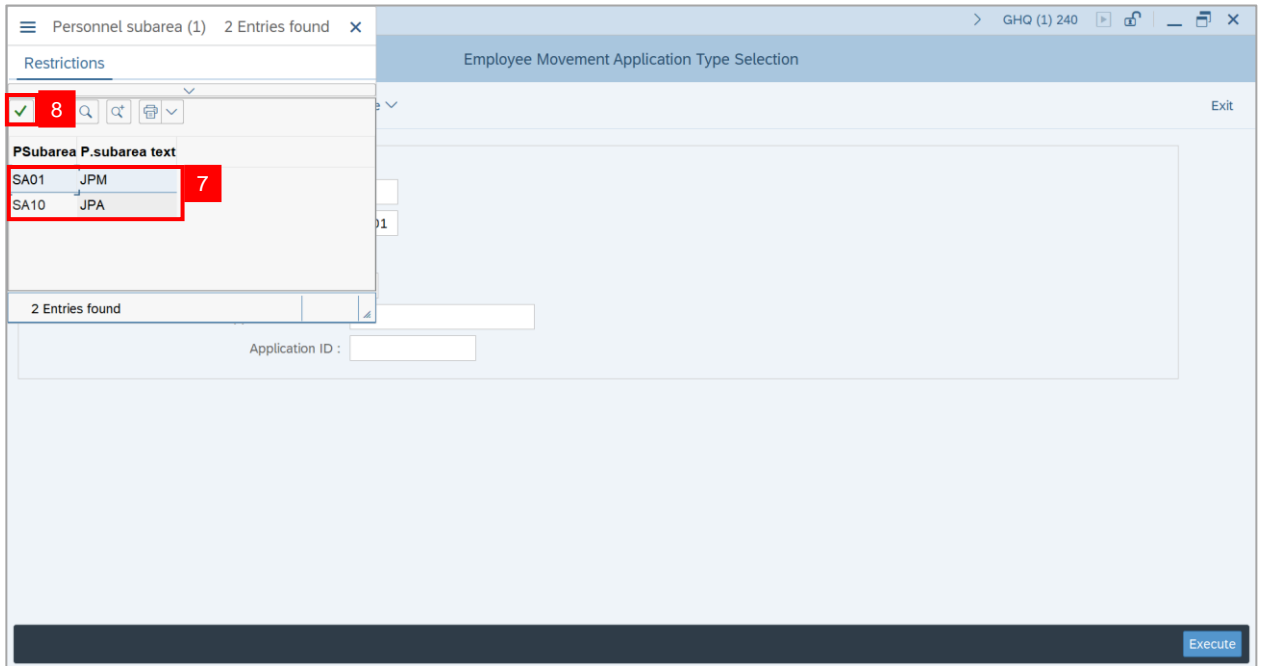 Personnel subarea (1) 2 Entries found
GHQ (1) 240
Restrictions
Employee Movement Application Type Selection
8
Exit
PSubarea P.subarea text
SA01 JPM
7
SA10 JPA
2 Entries found
Application ID :
Execute